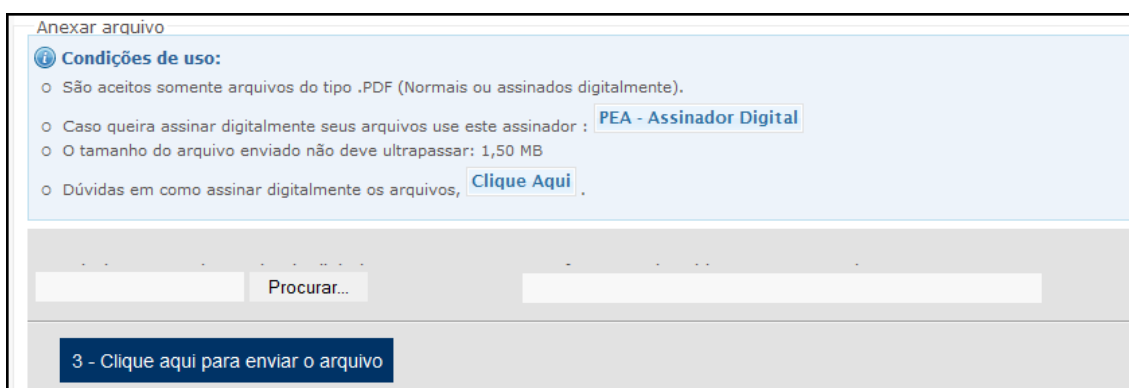 Anexar arquivo
Condições de uso:
o São aceitos somente arquivos do tipo .PDF (Normais ou assinados digitalmente).
o Caso queira assinar digitalmente seus arquivos use este assinador : PEA - Assinador Digital
o O tamanho do arquivo enviado não deve ultrapassar: 1,50 MB
o Dúvidas em como assinar digitalmente os arquivos, Clique Aqui .
Procurar...
3 - Clique aqui para enviar o arquivo